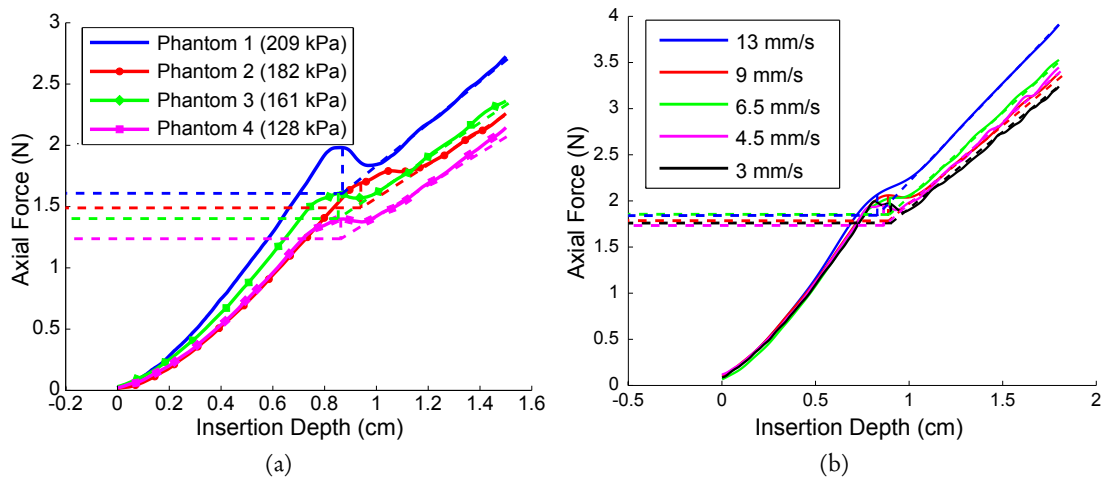 3
2.5
2
1.5
1
0.5
0
Axial Force (N)
Phantom 1 (209 kPa)
Phantom 2 (182 kPa)
Phantom 3 (161 kPa)
Phantom 4 (128 kPa)
-0.2 0 0.2 0.4 0.6 0.8 1 1.2 1.4 1.6
Insertion Depth (cm)
(a)
4
3.5
3
2.5
2
1.5
1
0.5
0
Axial Force (N)
13 mm/s
9 mm/s
6.5 mm/s
4.5 mm/s
3 mm/s
-0.5 0 0.5 1 1.5 2
Insertion Depth (cm)
(b)